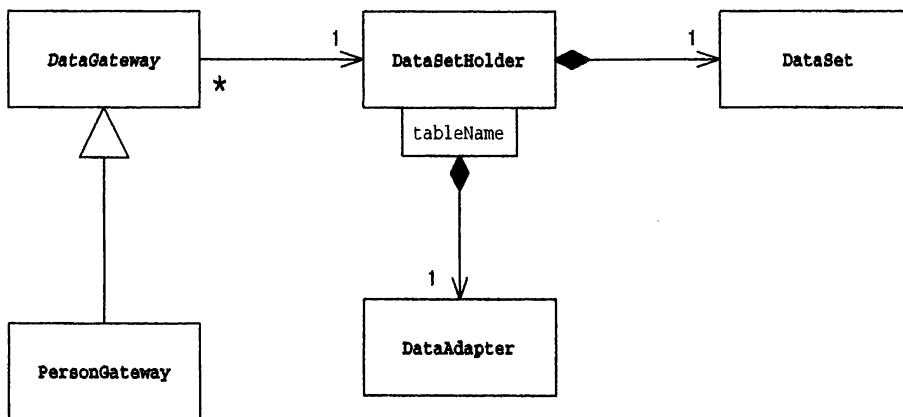 DataGateway
1
DataSetHolder
1
DataSet
*
tableName
1
DataAdapter
PersonGateway